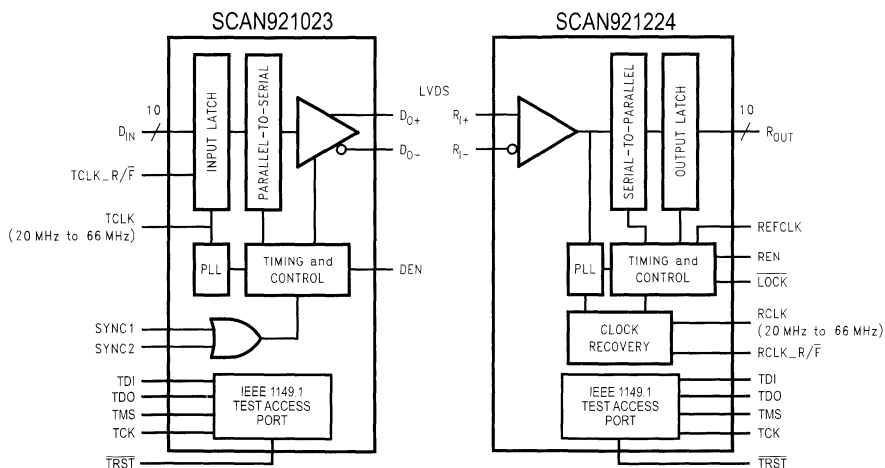 SCAN921023
SCAN921224
10
D_IN
TCLK_R/F̅
TCLK
(20 MHz to 66 MHz)
INPUT LATCH
PARALLEL-TO-SERIAL
PLL
TIMING and
CONTROL
DEN
D_O+
D_O-
LVDS
SYNC1
SYNC2
TDI
TDO
TMS
TCK
T̅R̅S̅T̅
IEEE 1149.1
TEST ACCESS
PORT
R_I+
R_I-
SERIAL-TO-PARALLEL
OUTPUT LATCH
10
R_OUT
REFCLK
REN
L̅O̅C̅K̅
PLL
TIMING and
CONTROL
CLOCK
RECOVERY
RCLK
(20 MHz to 66 MHz)
RCLK_R/F̅
IEEE 1149.1
TEST ACCESS
PORT
TDI
TDO
TMS
TCK
T̅R̅S̅T̅